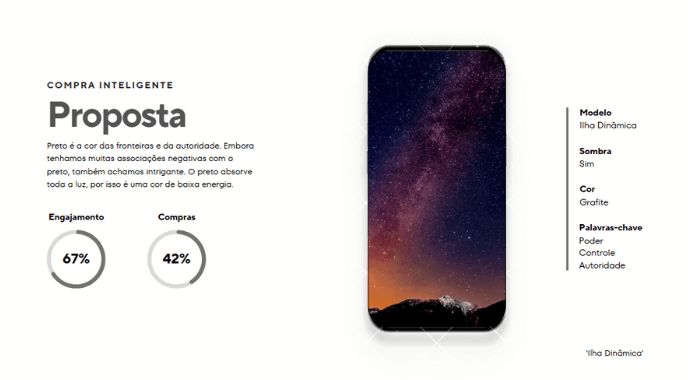 COMPRA INTELIGENTE
Proposta
Preto é a cor das fronteiras e da autoridade. Embora
tenhamos muitas associações negativas com o
preto, também achamos intrigante. O preto absorve
toda a luz, por isso é uma cor de baixa energia.
Engajamento
Compras
67%
42%
Modelo
Ilha Dinâmica
Sombra
Sim
Cor
Grafite
Palavras-chave
Poder
Controle
Autoridade
'Ilha Dinâmica'